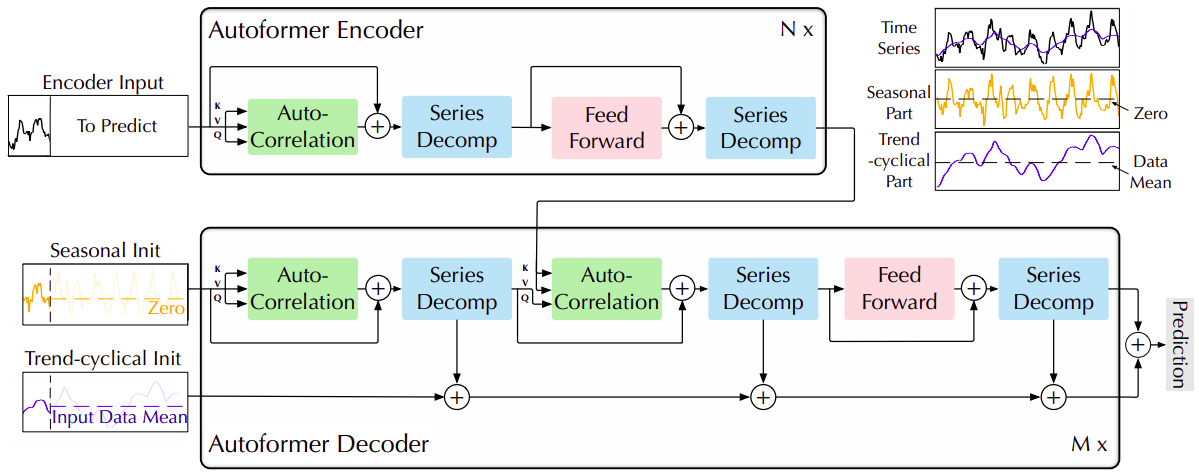 Autoformer Encoder
N x
Encoder Input
To Predict
K
V
Q
Auto-
Correlation
+
Series
Decomp
Feed
Forward
+
Series
Decomp
Time
Series
Seasonal
Part
Zero
Trend
-cyclical
Part
Data
Mean
Seasonal Init
Zero
K
V
Q
Auto-
Correlation
+
Series
Decomp
K
V
Q
Auto-
Correlation
+
Series
Decomp
Feed
Forward
+
Series
Decomp
Trend-cyclical Init
Input Data Mean
+
+
+
+
Prediction
Autoformer Decoder
M x